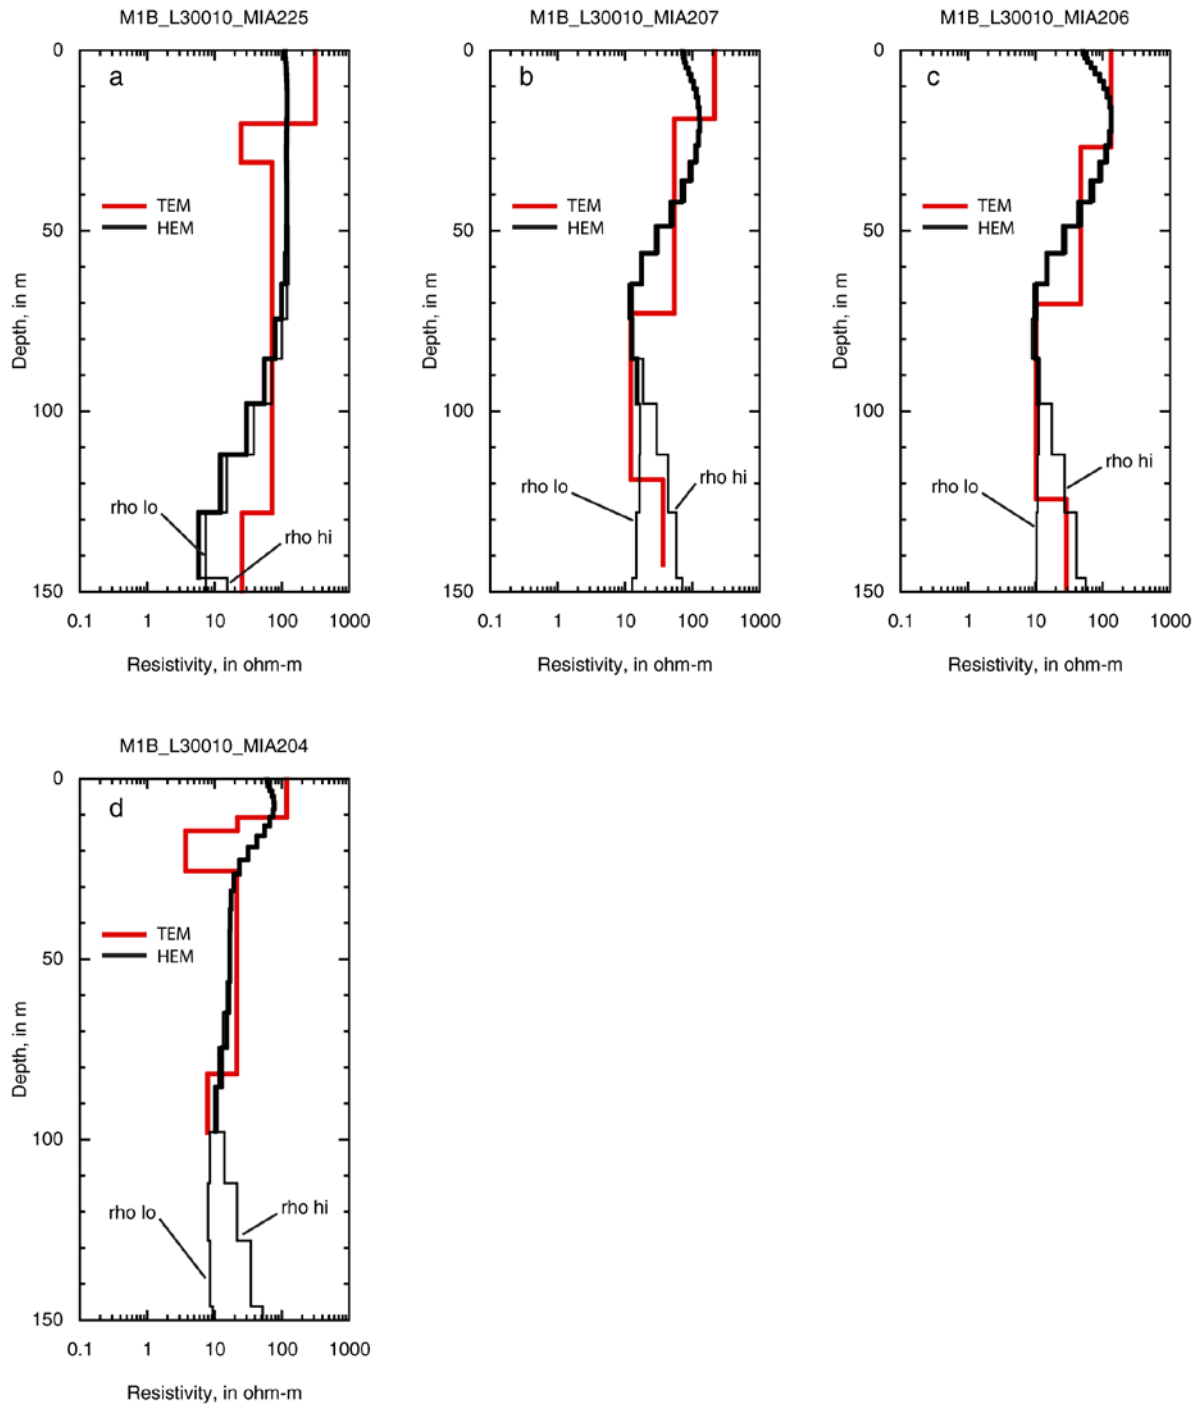 M1B_L30010_MIA225
a
0
50
100
150
Depth, in m
TEM
HEM
rho lo
rho hi
0.1 1 10 100 1000
Resistivity, in ohm-m
M1B_L30010_MIA207
b
0
50
100
150
Depth, in m
TEM
HEM
rho lo
rho hi
0.1 1 10 100 1000
Resistivity, in ohm-m
M1B_L30010_MIA206
c
0
50
100
150
Depth, in m
TEM
HEM
rho hi
rho lo
0.1 1 10 100 1000
Resistivity, in ohm-m
M1B_L30010_MIA204
d
0
50
100
150
Depth, in m
TEM
HEM
rho lo
rho hi
0.1 1 10 100 1000
Resistivity, in ohm-m